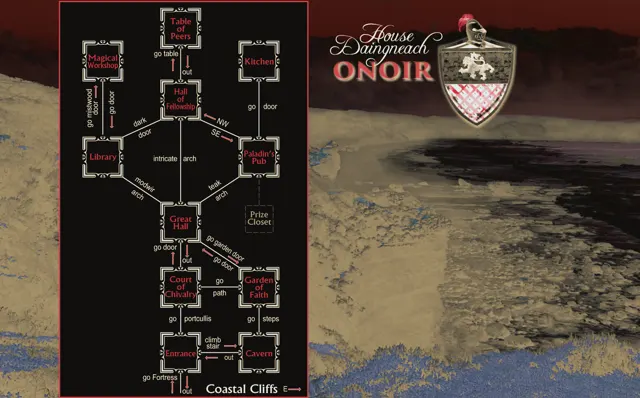 Table
of
Peers
go table
out
Magical
Workshop
Kitchen
go mistwood
door
go door
Hall
of
Fellowship
go door
dark
door
NW
SE
Library
intricate arch
Paladin's
Pub
modwir
arch
teak
arch
Prize
Closet
Great
Hall
go door
out
go garden door
go door
Court
of
Chivalry
go
path
Garden
of
Faith
go portcullis
go steps
Entrance
climb
stair
out
Cavern
go Fortress
out
Coastal Cliffs E
House
Daingneach
ONOIR